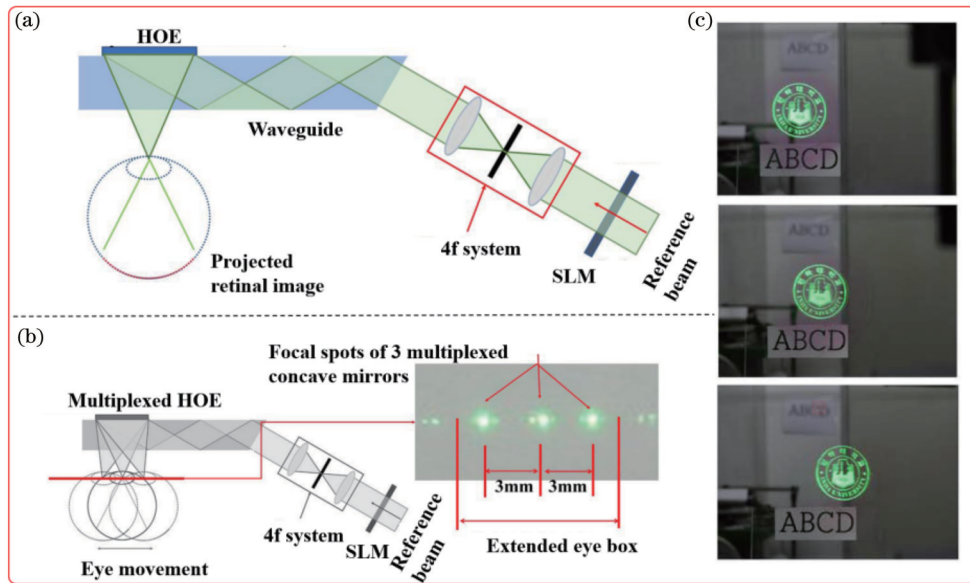 (a)
HOE
Waveguide
4f system
SLM
Reference
beam
Projected
retinal image
(b)
Multiplexed HOE
Focal spots of 3 multiplexed
concave mirrors
4f system
SLM
Reference
beam
Eye movement
3mm
3mm
Extended eye box
(c)
ABCD
ABCD
ABCD
ABCD
ABCD
ABCD